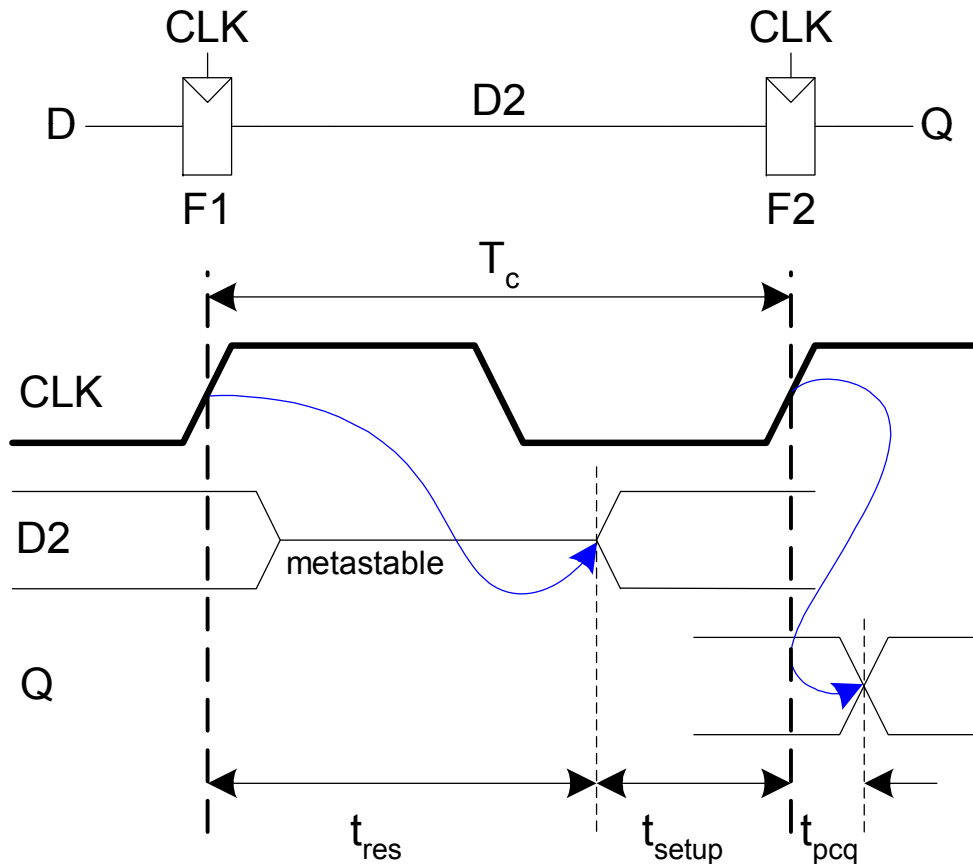 CLK CLK
D D2 Q
F1 F2
Tc
CLK
D2
metastable
Q
tres tsetup tpcq